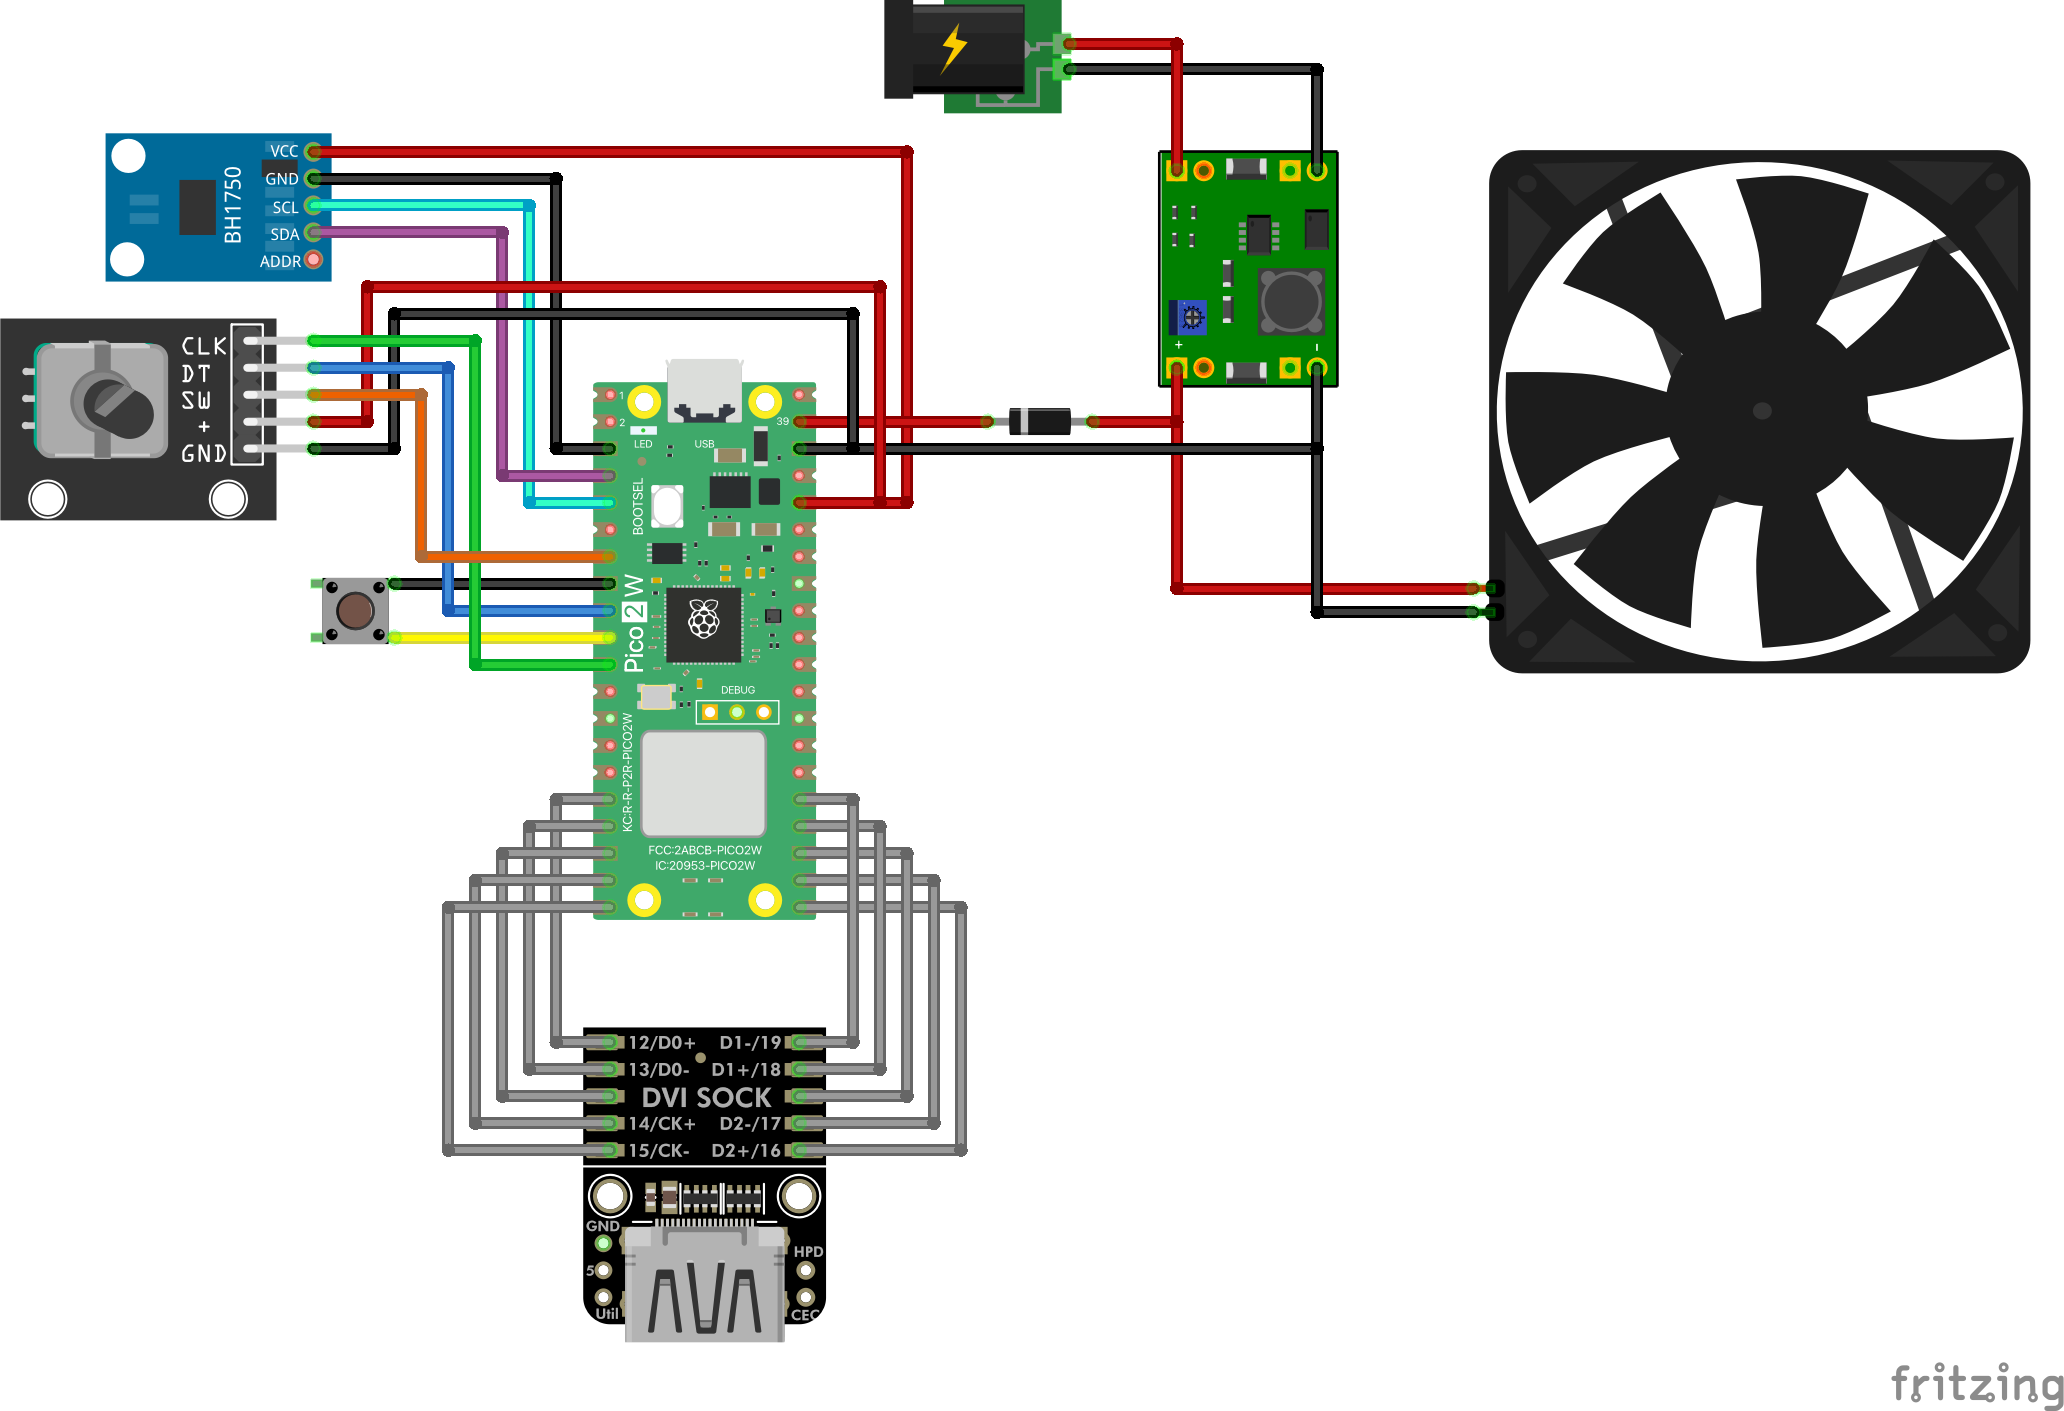 VCC
GND
SCL
SDA
ADDR
BH1750
CLK
DT
SW
+
GND
1
2
39
LED
USB
BOOTSEL
Pico 2 W
DEBUG
KC:R-R-P2R-PICO2W
FCC:2ABCB-PICO2W
IC:20953-PICO2W
+
-
12/D0+ D1-/19
13/D0- D1+/18
DVI SOCK
14/CK+ D2-/17
15/CK- D2+/16
GND
5
Util
HPD
CEC
fritzing